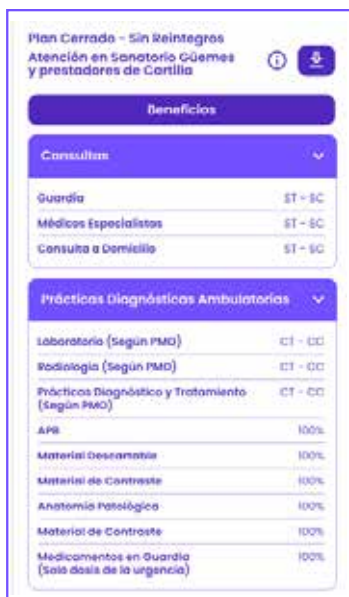 Plan Cerrado - Sin Reintegros
Atención en Sanatorio Güemes
y prestadores de Cartilla
Beneficios
Consultas
Guardia ST - SC
Médicos Especialistas ST - SC
Consulta a Domicilio ST - SC
Prácticas Diagnósticas Ambulatorias
Laboratorio (Según PMO) CT - CC
Radiología (Según PMO) CT - CC
Prácticas Diagnóstico y Tratamiento CT - CC
(Según PMO)
APB 100%
Material Descartable 100%
Material de Contraste 100%
Anatomía Patológica 100%
Material de Contraste 100%
Medicamentos en Guardia 100%
(Solo dosis de la urgencia)